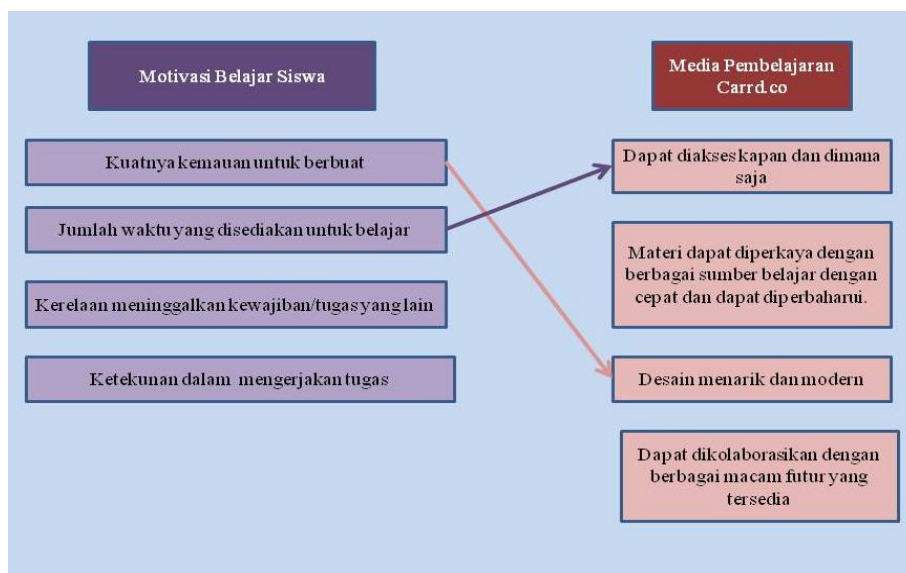 Motivasi Belajar Siswa
Kuatnya kemauan untuk berbuat
Jumlah waktu yang disediakan untuk belajar
Kerelaan meninggalkan kewajiban/tugas yang lain
Ketekunan dalam mengerjakan tugas
Media Pembelajaran
Carrd.co
Dapat diakses kapan dan dimana
saja
Materi dapat diperkaya dengan
berbagai sumber belajar dengan
cepat dan dapat diperbaharui.
Desain menarik dan modern
Dapat dikolaborasikan dengan
berbagai macam futur yang
tersedia